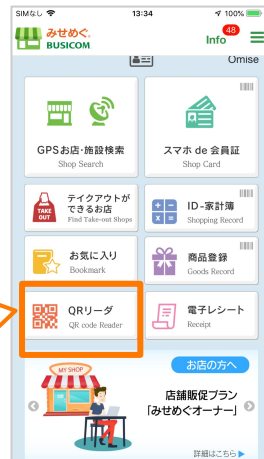 SIMなし 13:34 100%
みせめぐ®
BUSICOM
Info 48
Omise
GPSお店・施設検索
Shop Search
スマホ de 会員証
Shop Card
TAKE OUT
テイクアウトが
できるお店
Find Take-out Shops
ID-家計簿
Shopping Record
お気に入り
Bookmark
商品登録
Goods Record
QRリーダ
QR code Reader
電子レシート
Receipt
お店の方へ
MY SHOP
店舗販促プラン
「みせめぐオーナー」
詳細はこちら▶